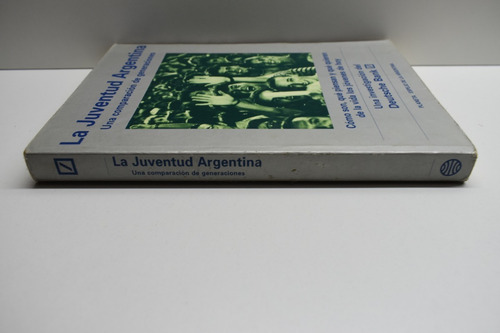 La Juventud Argentina
Una comparación de generaciones
Cómo son, qué piensan y qué opinan
de la vida los jóvenes de hoy
Una investigación del
Deutsche Bank
La Juventud Argentina
Una comparación de generaciones